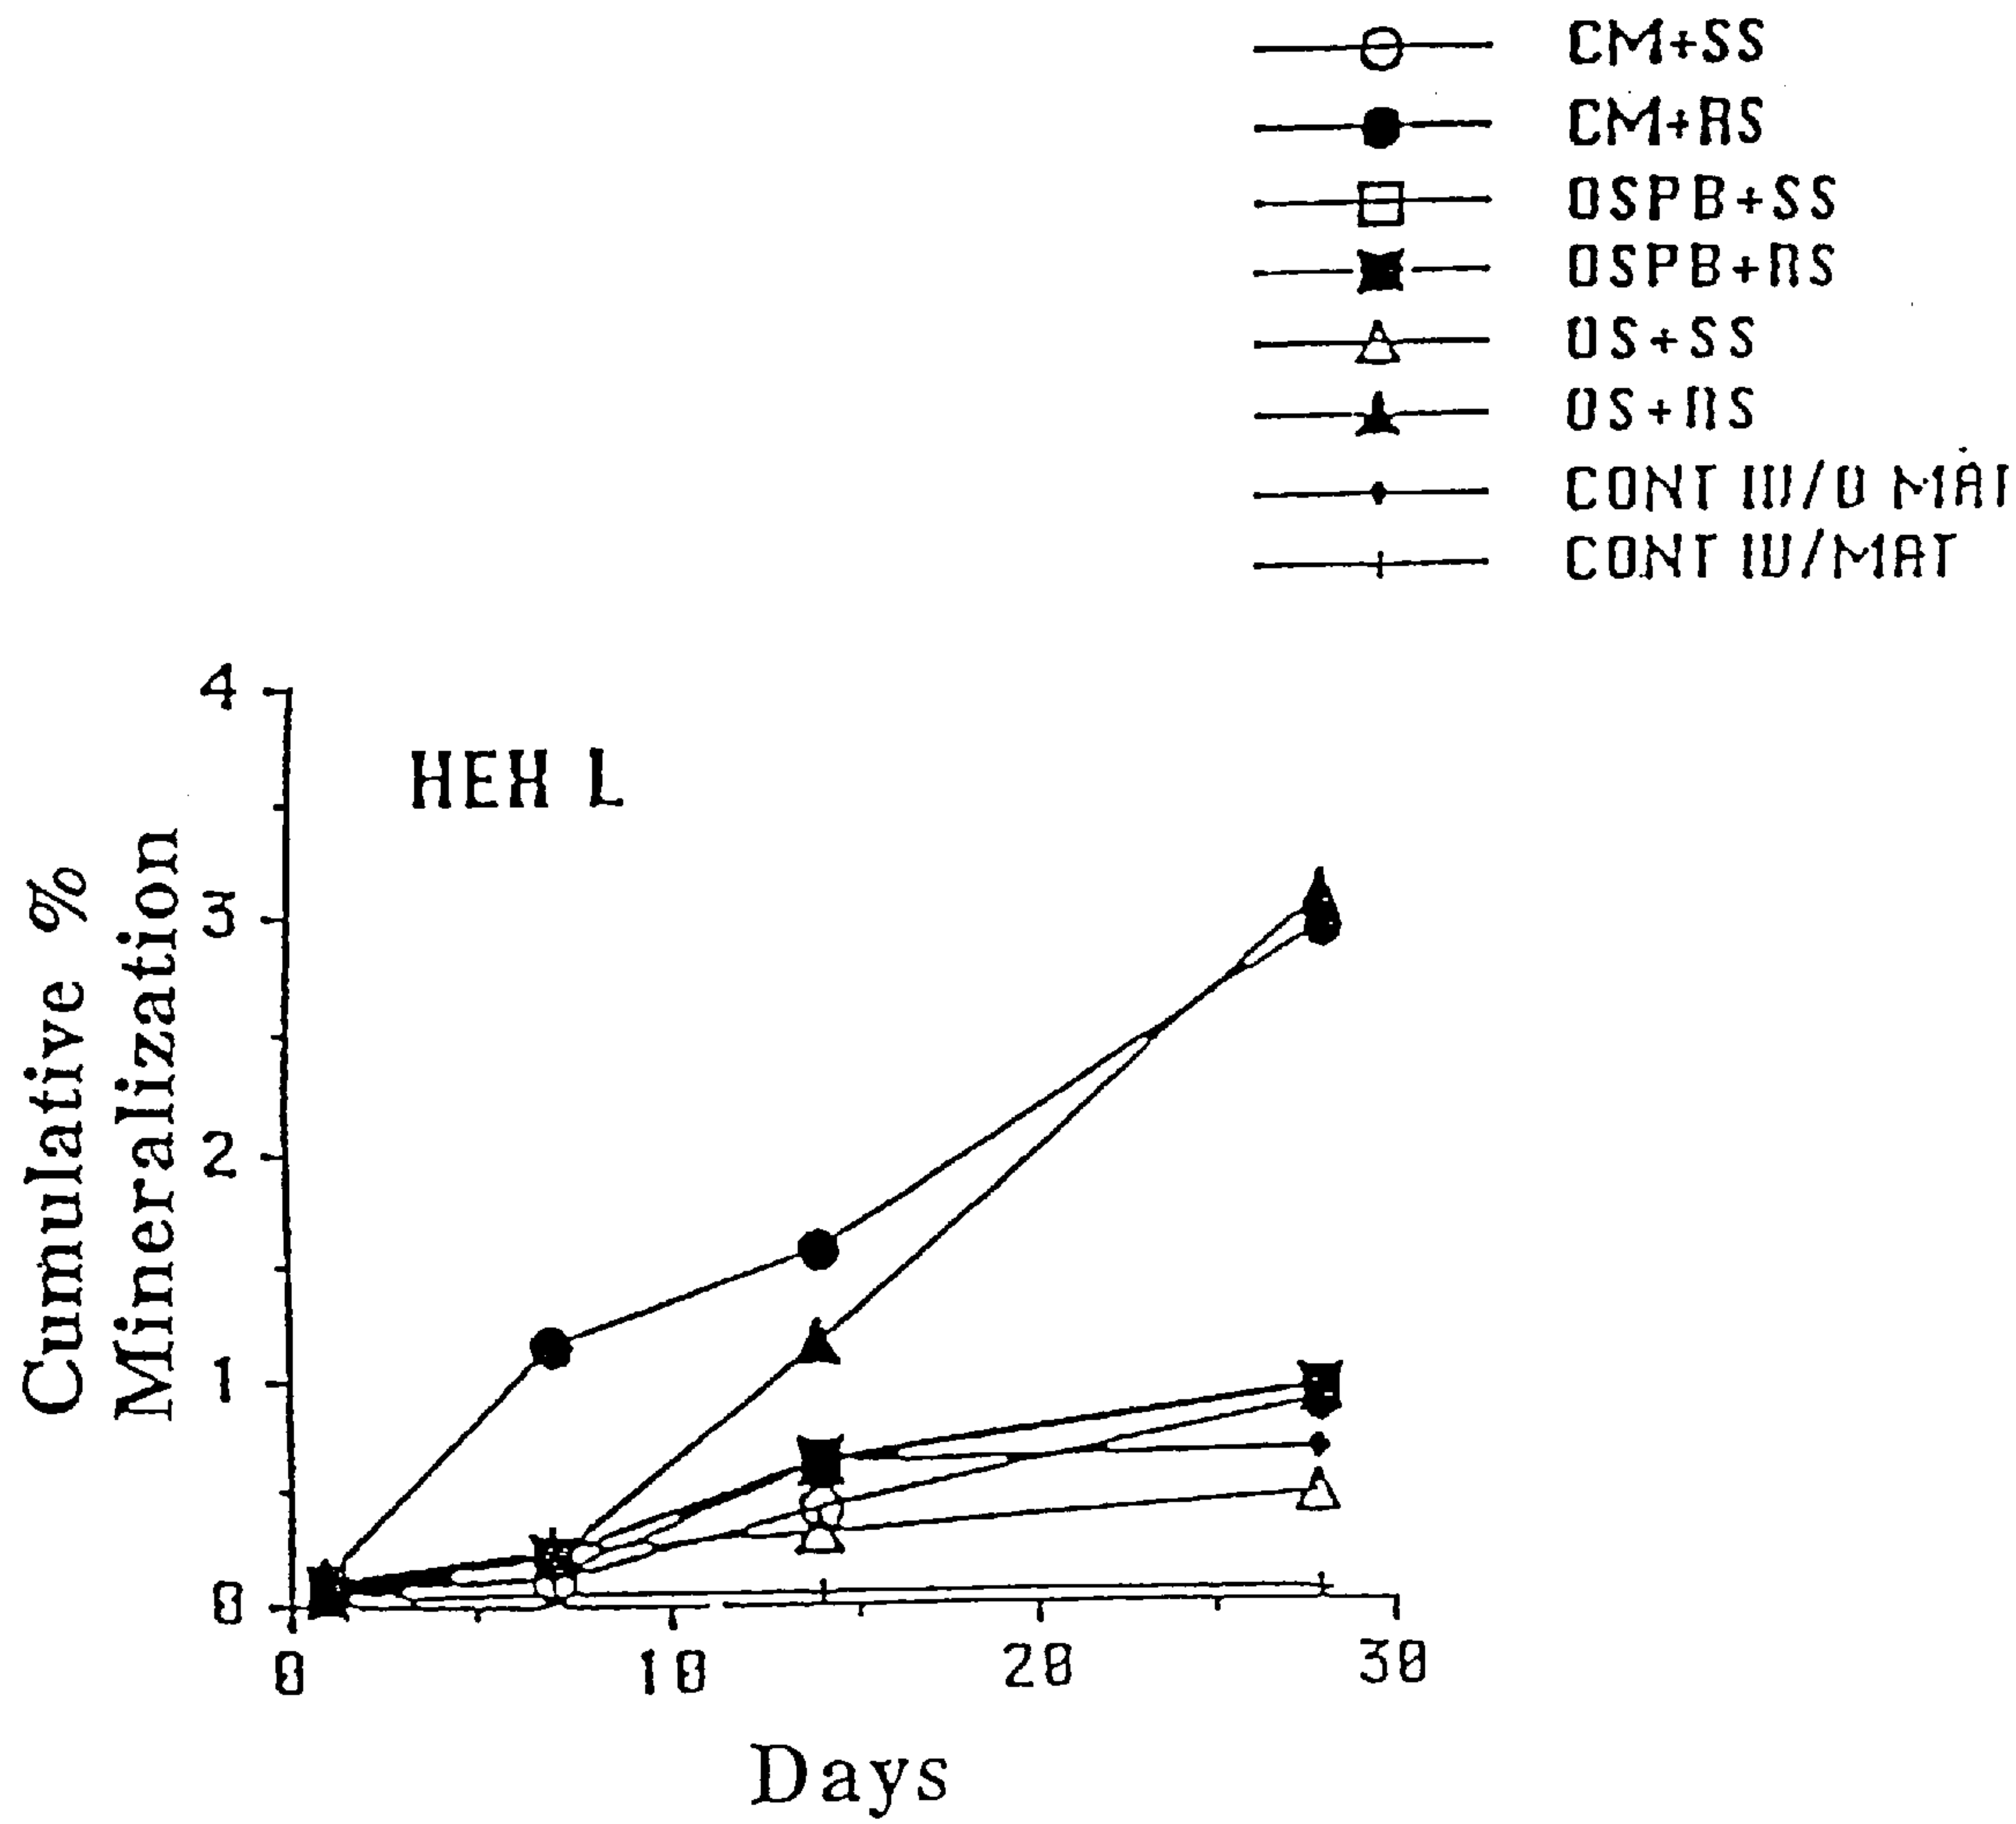 CM+SS
CM+RS
OSPB+SS
OSPB+RS
OS+SS
OS+RS
CONT W/O MAT
CONT W/MAT
HEX L
Cumulative %
Mineralization
4
3
2
1
0
0 10 20 30
Days